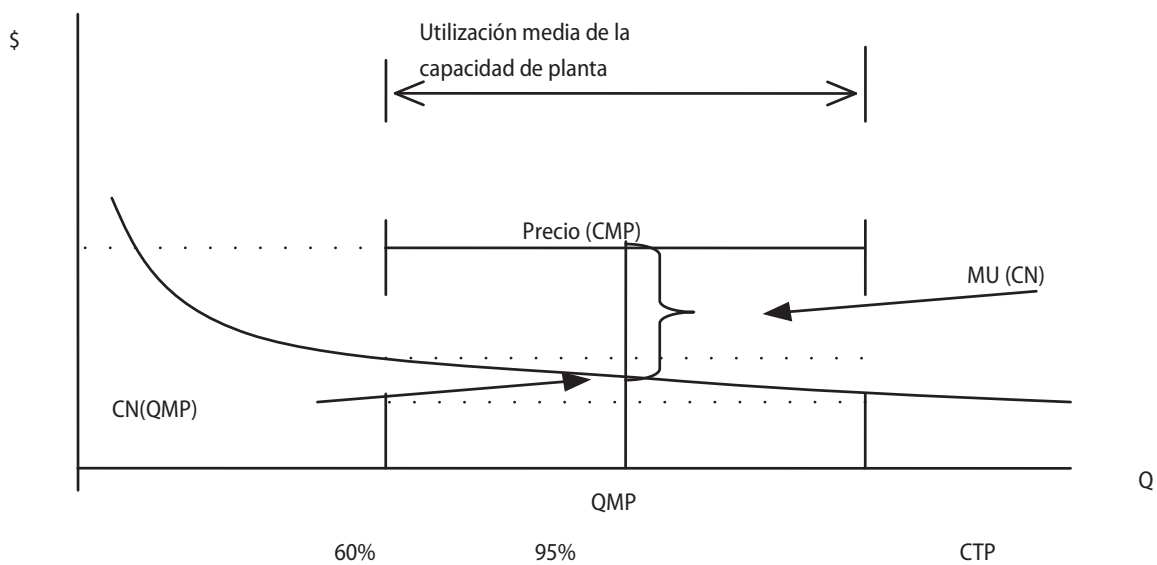 $
Utilización media de la
capacidad de planta
Precio (CMP)
MU (CN)
CN(QMP)
Q
QMP
60%
95%
CTP